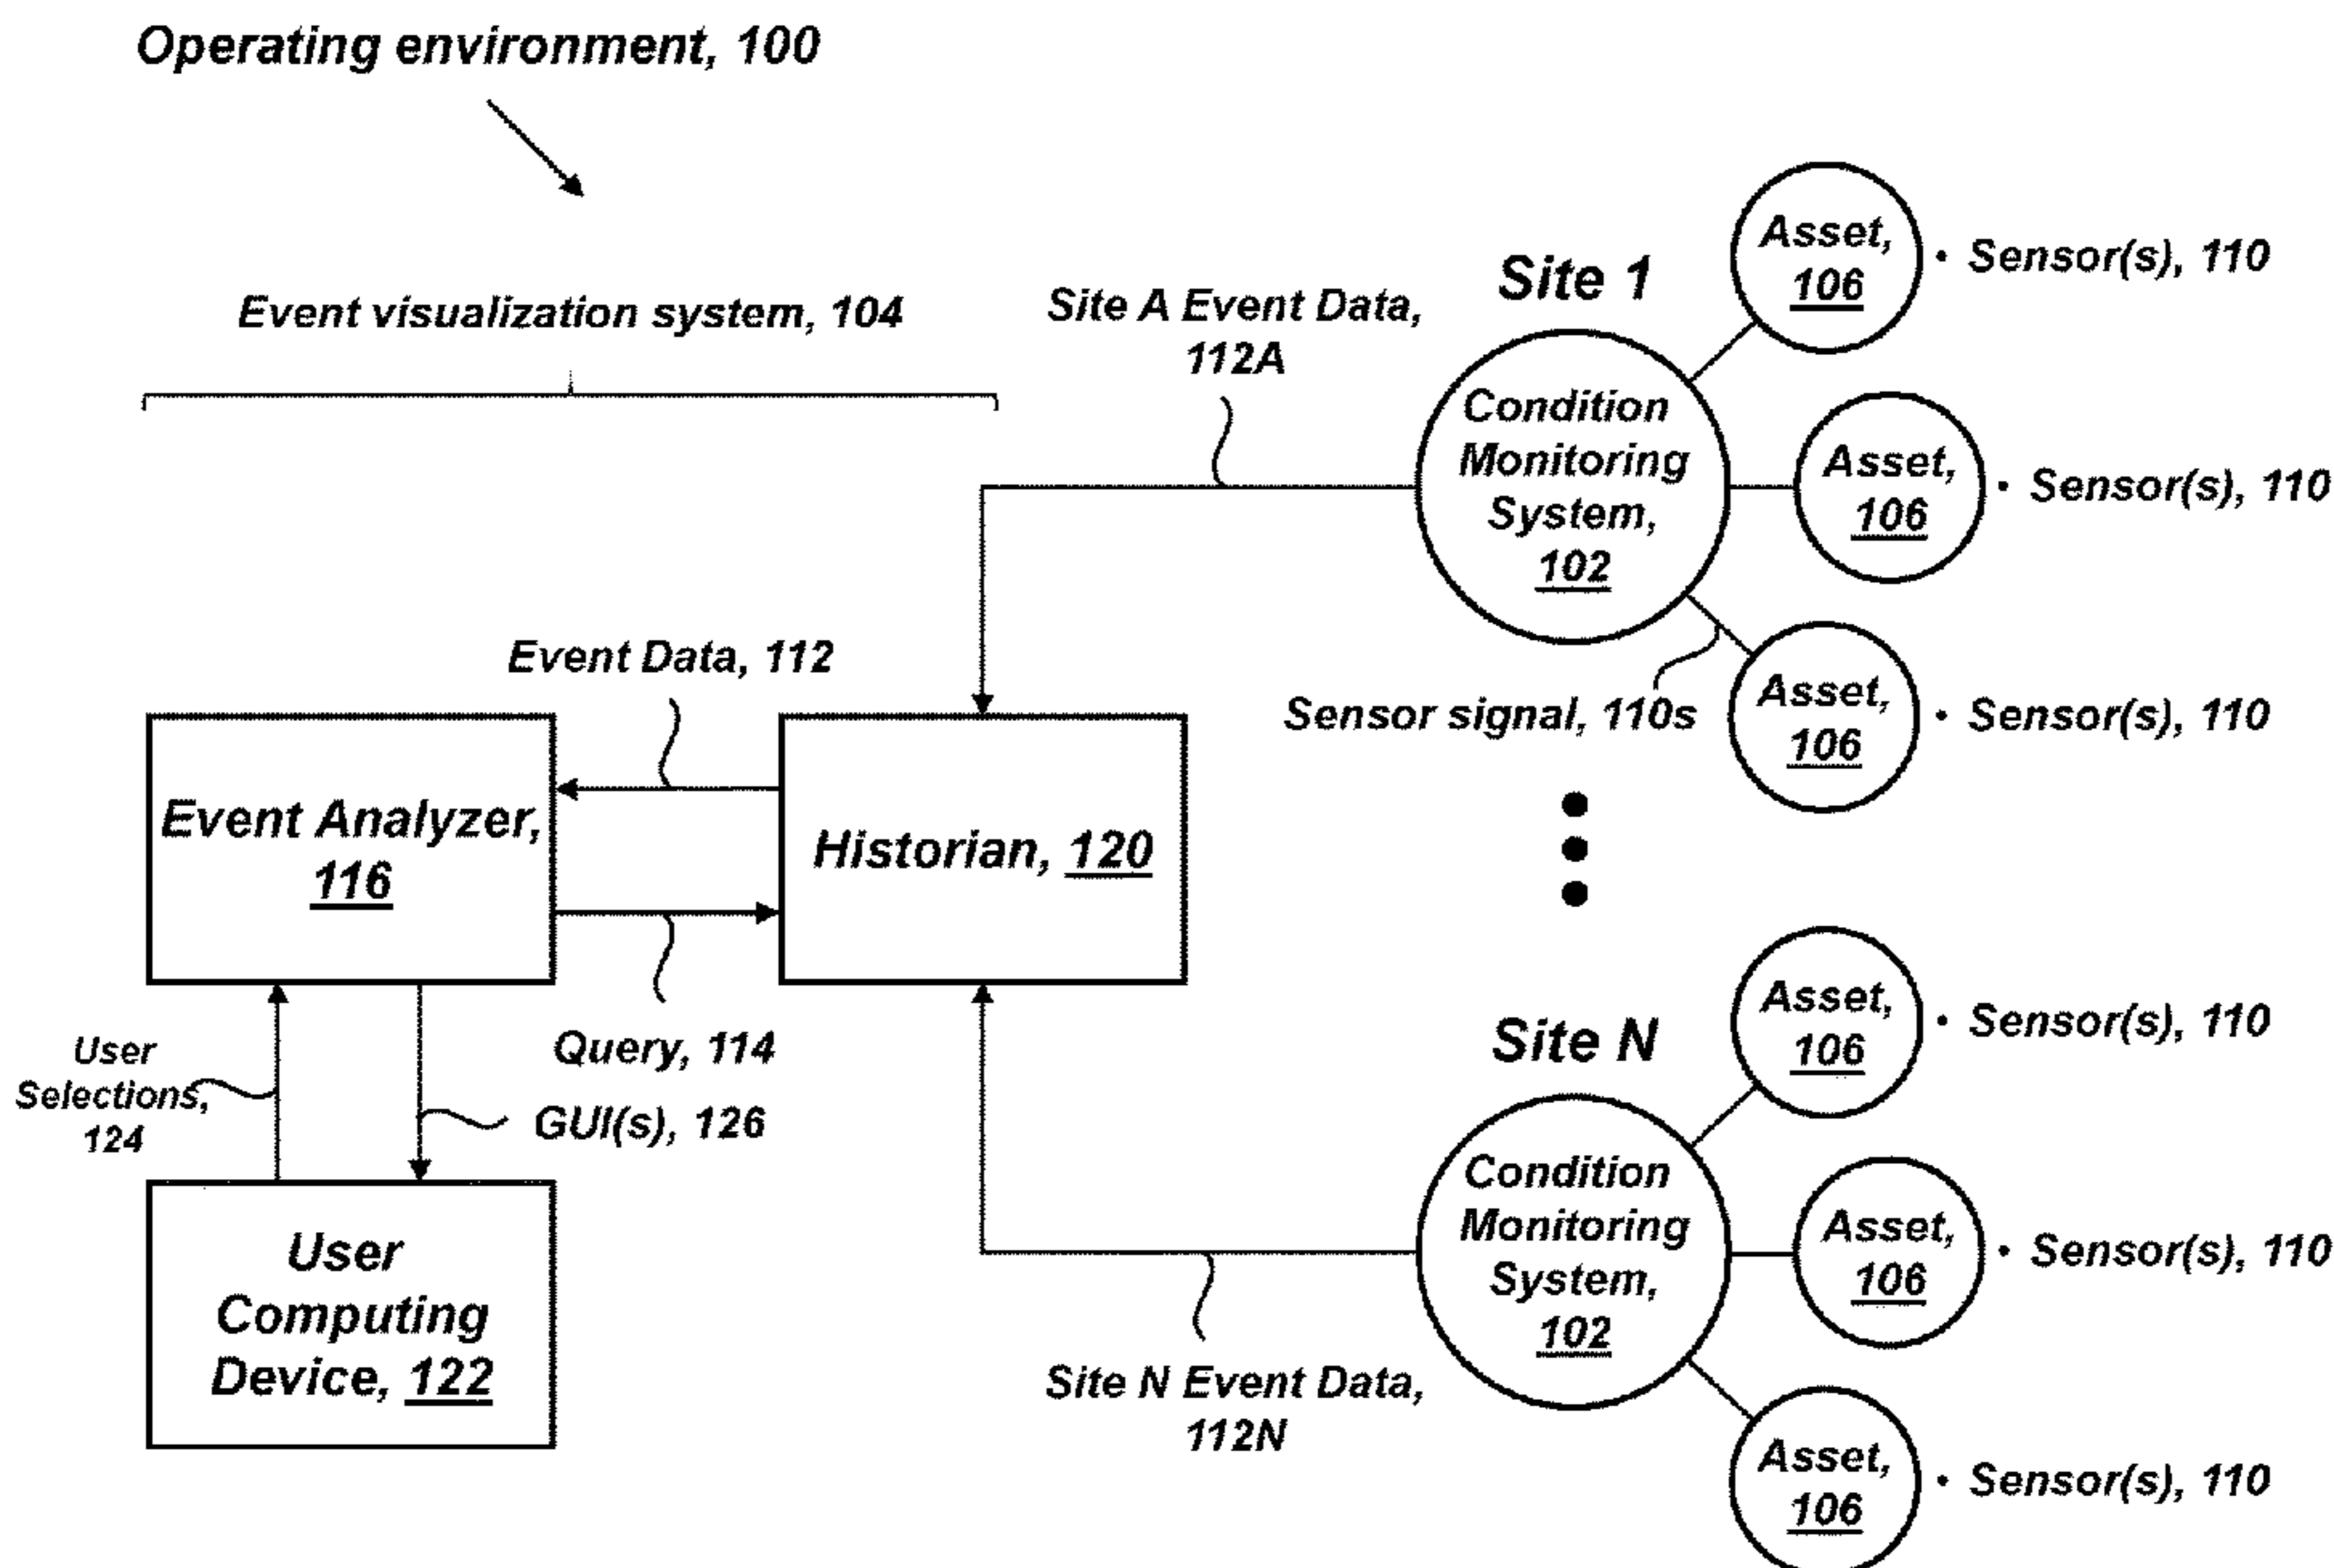 Operating environment, 100
Event visualization system, 104
Site A Event Data,
112A
Site 1
Condition
Monitoring
System,
102
Asset,
106
• Sensor(s), 110
Asset,
106
• Sensor(s), 110
Asset,
106
• Sensor(s), 110
Sensor signal, 110s
Event Data, 112
Event Analyzer,
116
Historian, 120
Query, 114
User
Selections,
124
GUI(s), 126
User
Computing
Device, 122
Site N
Condition
Monitoring
System,
102
Site N Event Data,
112N
Asset,
106
• Sensor(s), 110
Asset,
106
• Sensor(s), 110
Asset,
106
• Sensor(s), 110